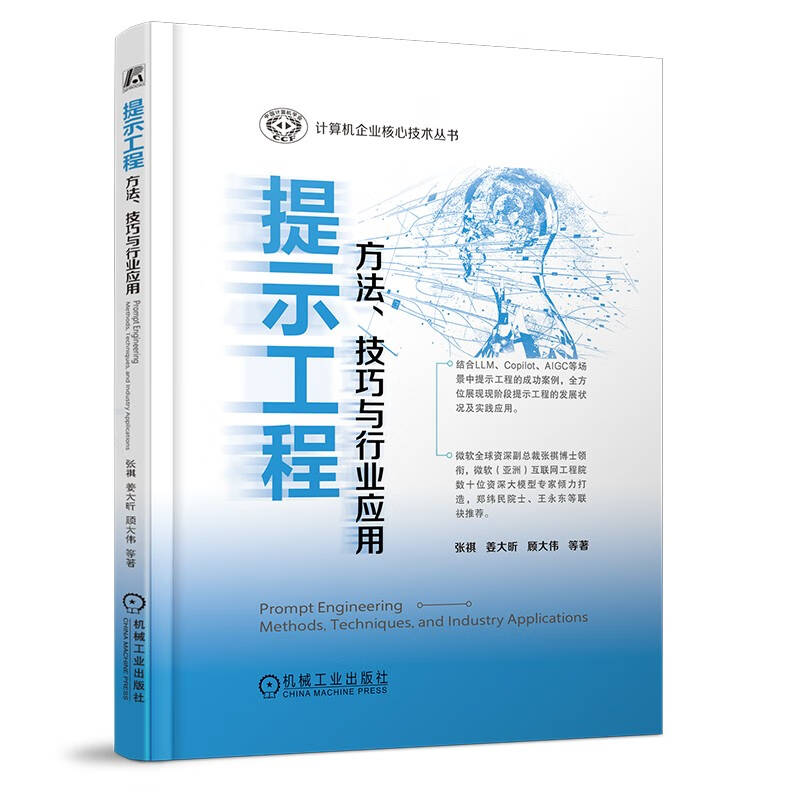 提示工程
方法、技巧与行业应用
Prompt Engineering
Methods, Techniques, and Industry Applications
张祺 姜大昕 顾大伟 等著
机械工业出版社
CHINA MACHINE PRESS
中国计算机学会
CCF
计算机企业核心技术丛书
提示工程
方法、技巧与行业应用
结合LLM、Copilot、AIGC等场
景中提示工程的成功案例,全方
位展现现阶段提示工程的发展状
况及实践应用。
微软全球资深副总裁张祺博士领
衔,微软(亚洲)互联网工程院
数十位资深大模型专家倾力打
造,郑纬民院士、王永东等联
袂推荐。
张祺 姜大昕 顾大伟 等著
Prompt Engineering
Methods, Techniques, and Industry Applications
机械工业出版社
CHINA MACHINE PRESS